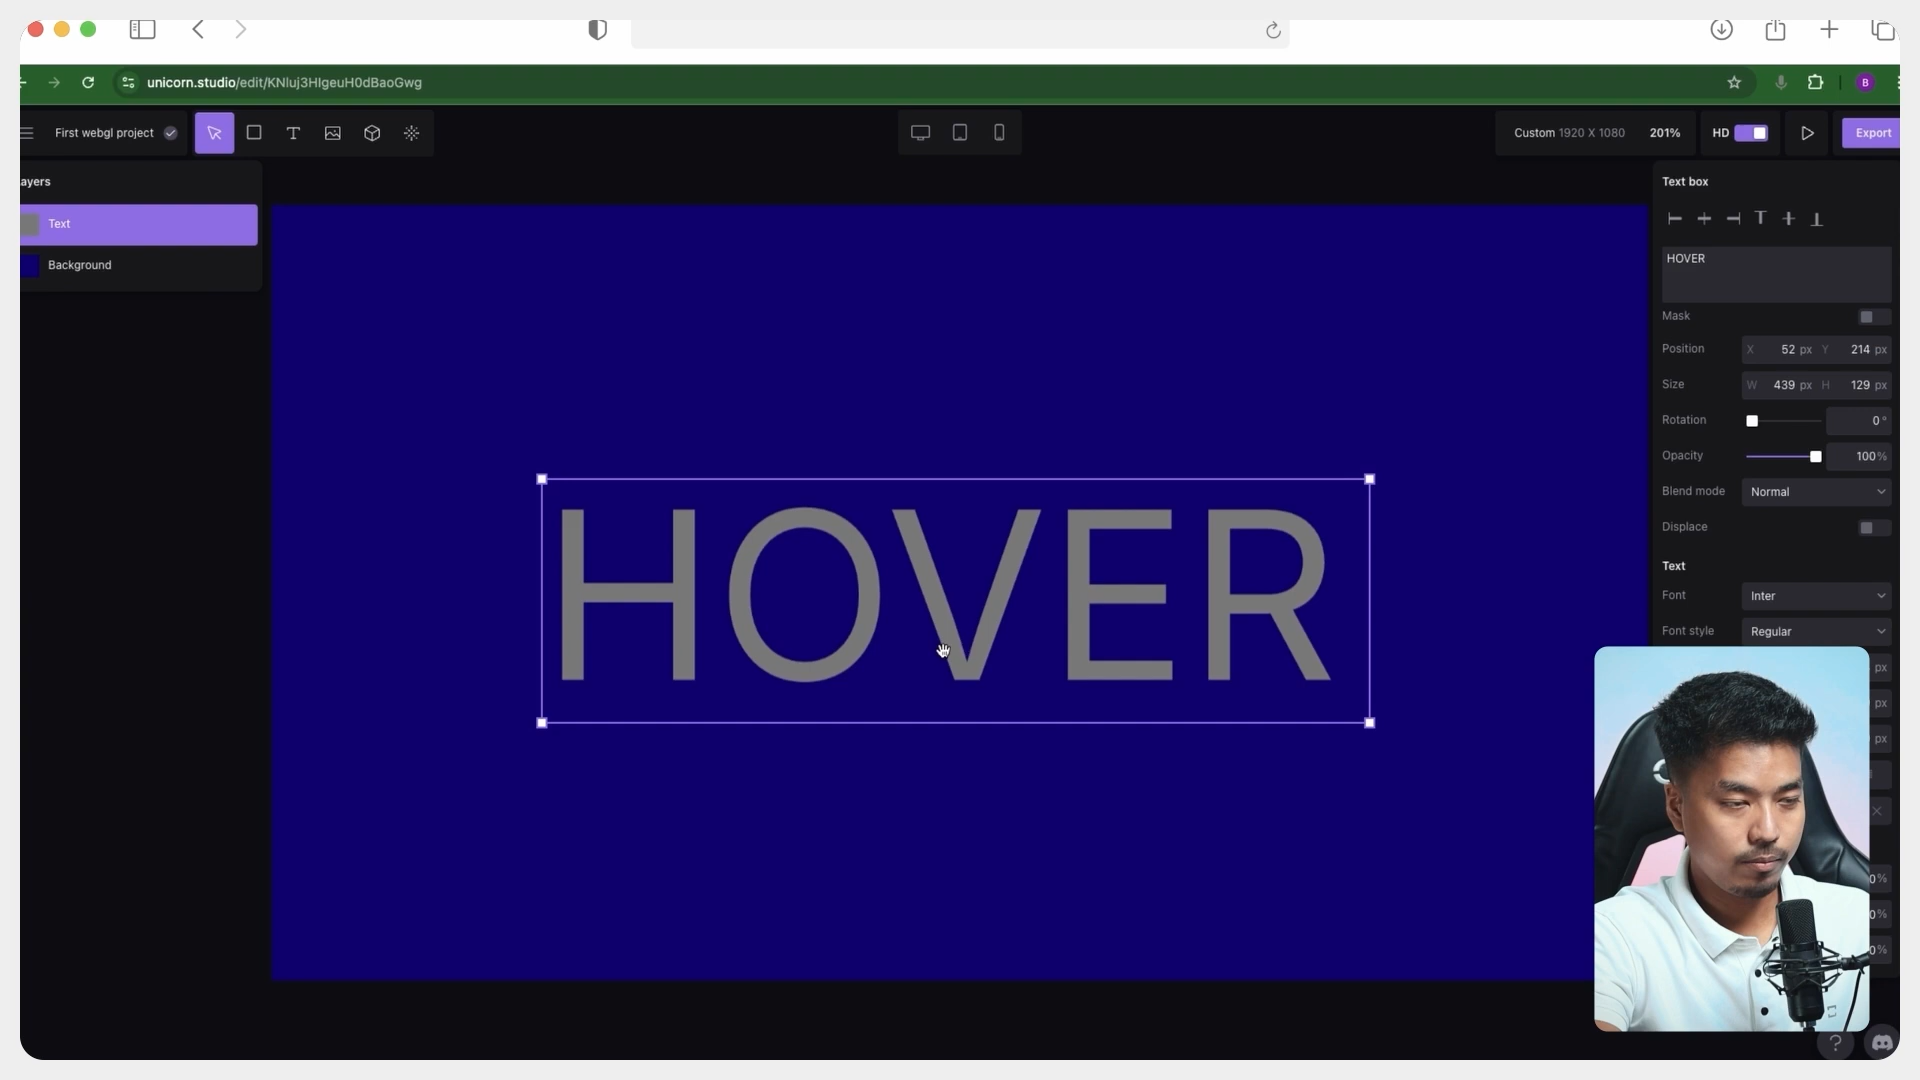 unicorn.studio/edit/KNluj3HIgeuH0dBaoGwg
B
First webgl project
Custom 1920 X 1080 201% HD Export
ayers
Text
Background
HOVER
Text box
HOVER
Mask
Position X 52 px Y 214 px
Size W 439 px H 129 px
Rotation 0°
Opacity 100%
Blend mode Normal
Displace
Text
Font Inter
Font style Regular
px
px
px
0%
0%
0%
?